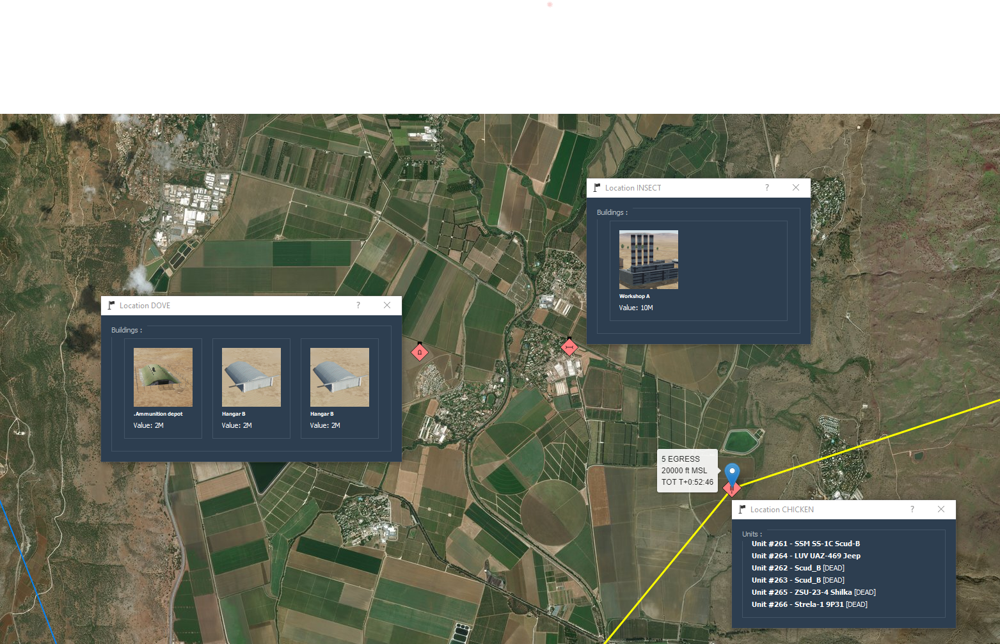 Location INSECT
?
Buildings :
Workshop A
Value: 10M
Location DOVE
?
Buildings :
.Ammunition depot
Value: 2M
Hangar B
Value: 2M
Hangar B
Value: 2M
5 EGRESS
20000 ft MSL
TOT T+0:52:46
Location CHICKEN
?
Units :
Unit #261 - SSM SS-1C Scud-B
Unit #264 - LUV UAZ-469 Jeep
Unit #262 - Scud_B [DEAD]
Unit #263 - Scud_B [DEAD]
Unit #265 - ZSU-23-4 Shilka [DEAD]
Unit #266 - Strela-1 9P31 [DEAD]